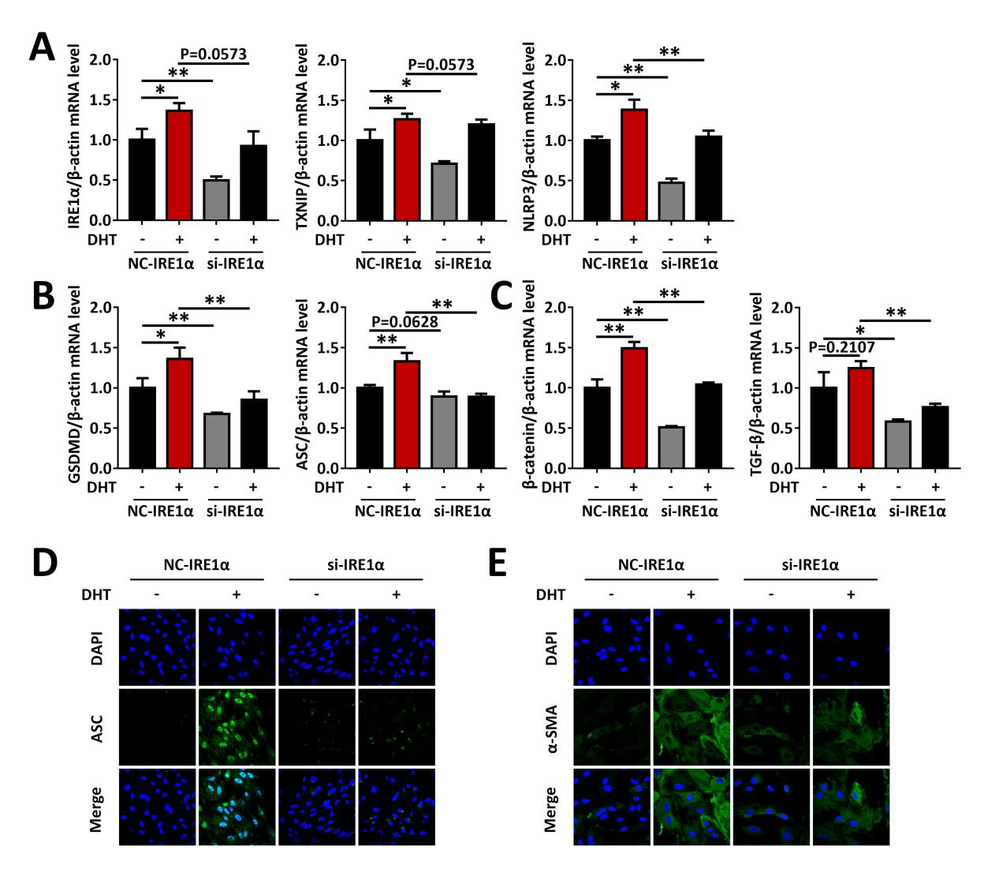 A
IRE1α/β-actin mRNA level
2.0
1.5
1.0
0.5
0.0
P=0.0573
**
*
DHT - + - +
NC-IRE1α si-IRE1α
TXNIP/β-actin mRNA level
2.0
1.5
1.0
0.5
0.0
P=0.0573
*
*
DHT - + - +
NC-IRE1α si-IRE1α
NLRP3/β-actin mRNA level
2.0
1.5
1.0
0.5
0.0
**
**
*
DHT - + - +
NC-IRE1α si-IRE1α
B
GSDMD/β-actin mRNA level
2.0
1.5
1.0
0.5
0.0
**
**
*
DHT - + - +
NC-IRE1α si-IRE1α
ASC/β-actin mRNA level
2.0
1.5
1.0
0.5
0.0
**
P=0.0628
**
DHT - + - +
NC-IRE1α si-IRE1α
C
β-catenin/β-actin mRNA level
2.0
1.5
1.0
0.5
0.0
**
**
**
DHT - + - +
NC-IRE1α si-IRE1α
TGF-β/β-actin mRNA level
2.0
1.5
1.0
0.5
0.0
**
*
P=0.2107
DHT - + - +
NC-IRE1α si-IRE1α
D
NC-IRE1α si-IRE1α
DHT - + - +
DAPI
ASC
Merge
E
NC-IRE1α si-IRE1α
DHT - + - +
DAPI
α-SMA
Merge